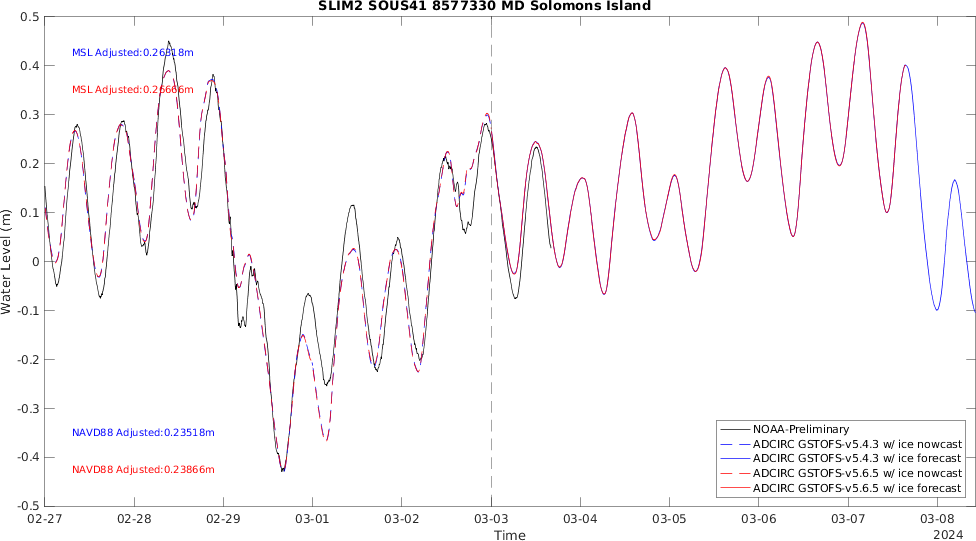 SLIM2 SOUS41 8577330 MD Solomons Island
0.5
0.4
0.3
0.2
0.1
0
-0.1
-0.2
-0.3
-0.4
-0.5
Water Level (m)
MSL Adjusted:0.26318m
MSL Adjusted:0.26666m
NAVD88 Adjusted:0.23518m
NAVD88 Adjusted:0.23866m
NOAA-Preliminary
ADCIRC GSTOFS-v5.4.3 w/ ice nowcast
ADCIRC GSTOFS-v5.4.3 w/ ice forecast
ADCIRC GSTOFS-v5.6.5 w/ ice nowcast
ADCIRC GSTOFS-v5.6.5 w/ ice forecast
02-27 02-28 02-29 03-01 03-02 03-03 03-04 03-05 03-06 03-07 03-08
Time
2024